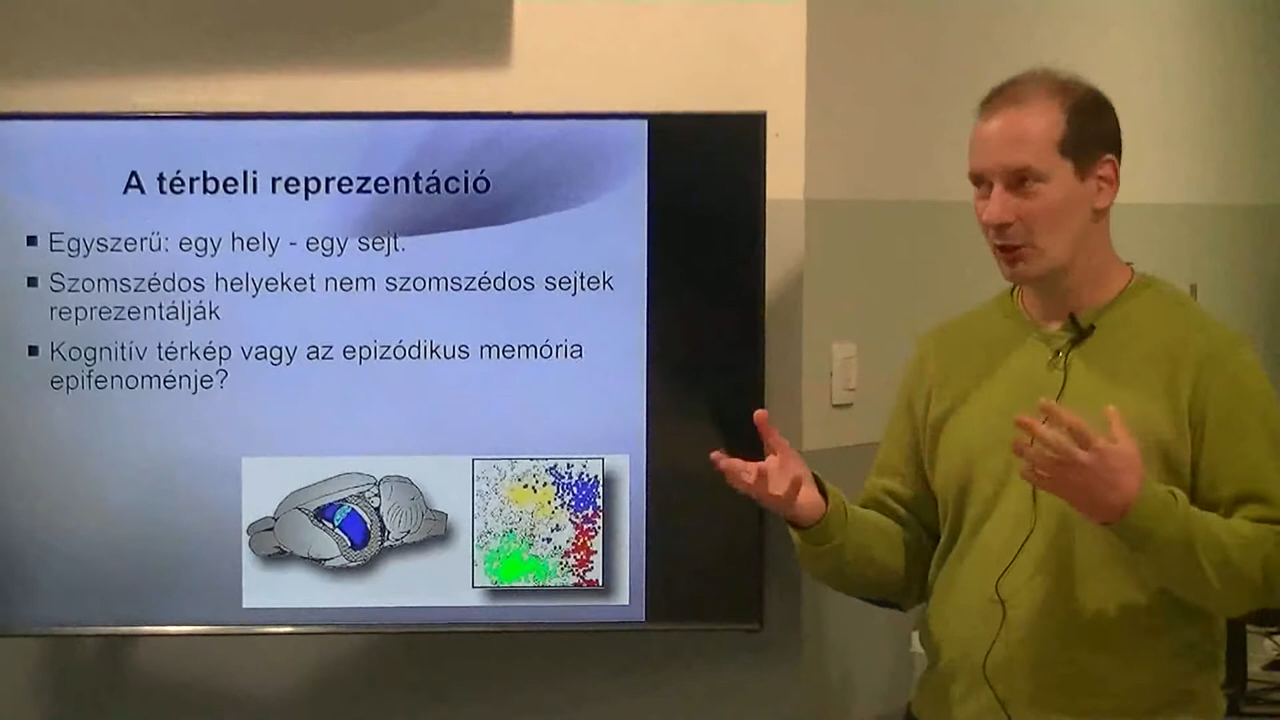 A térbeli reprezentáció
Egyszerű: egy hely - egy sejt.
Szomszédos helyeket nem szomszédos sejtek
reprezentálják
Kognitív térkép vagy az epizódikus memória
epifenoménje?